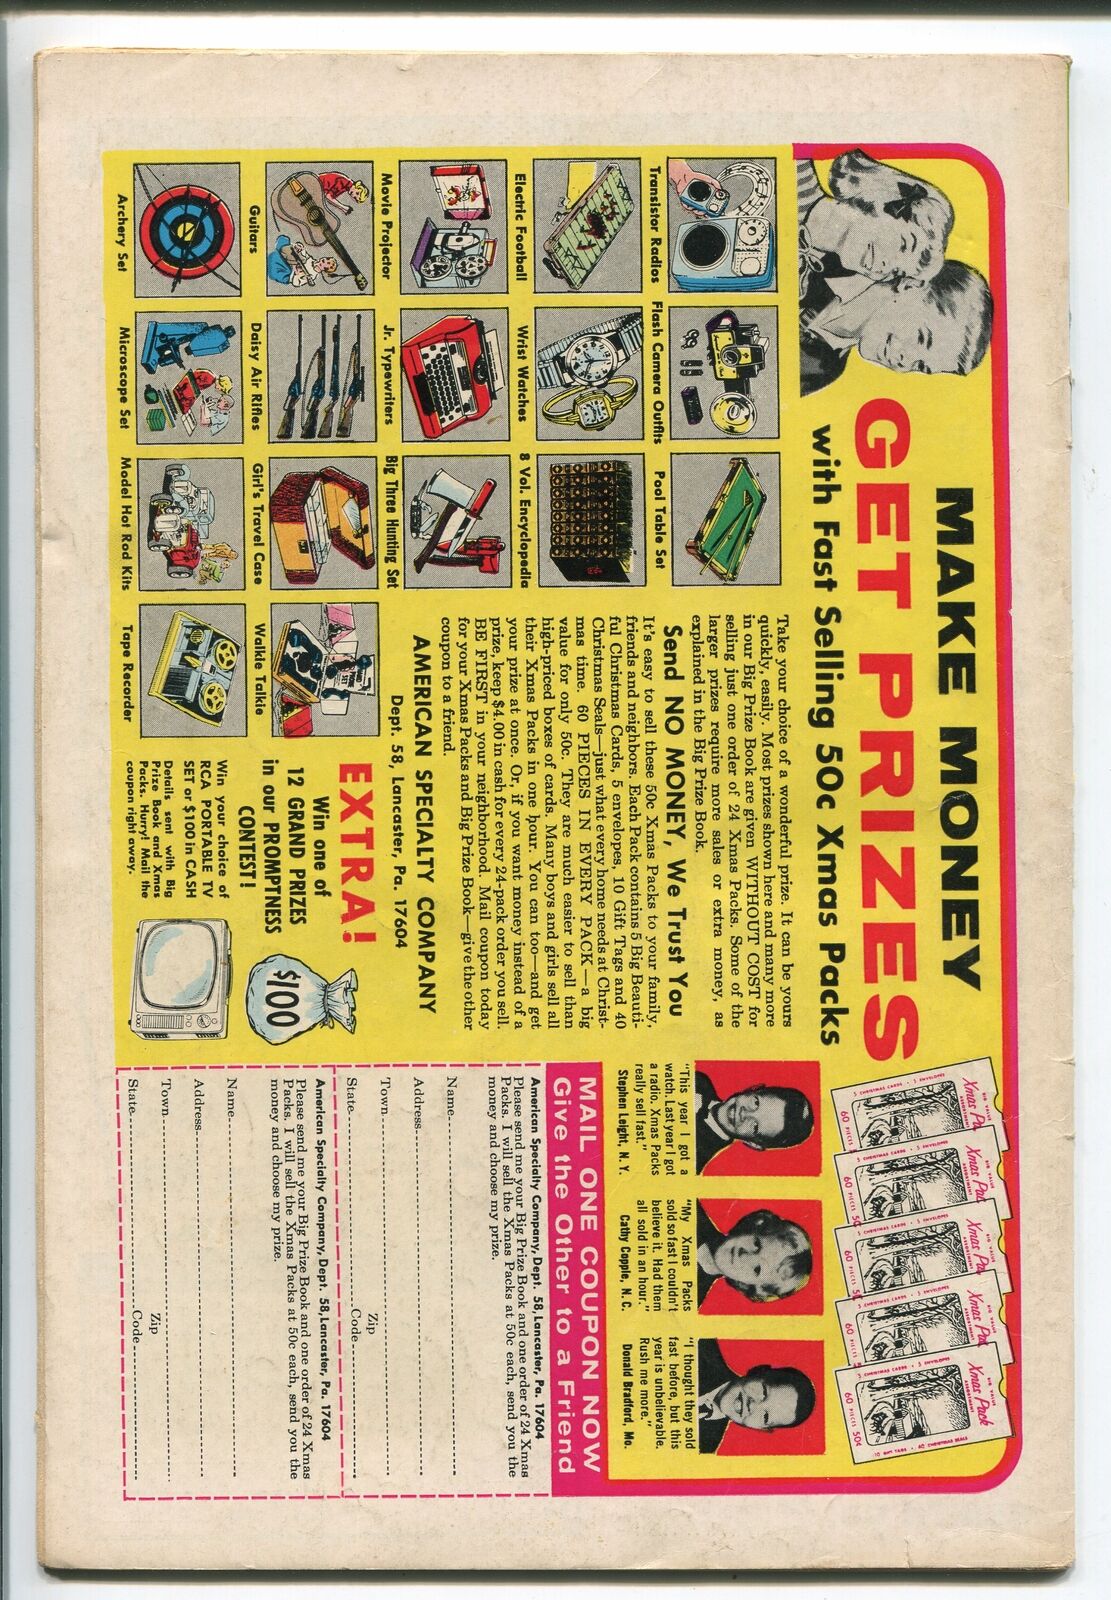 MAKE MONEY
GET PRIZES
with Fast Selling 50c Xmas Packs
BIG VALUE
Xmas Pack
ASSORTMENT
5 CHRISTMAS CARDS • 5 ENVELOPES
60 PIECES 50¢
10 GIFT TAGS • 40 CHRISTMAS SEALS
Transistor Radios
Flash Camera Outfits
Pool Table Set
Electric Football
Wrist Watches
8 Vol. Encyclopedia
Movie Projector
Jr. Typewriters
Big Three Hunting Set
Guitars
Daisy Air Rifles
Girl's Travel Case
Walkie Talkie
Archery Set
Microscope Set
Model Hot Rod Kits
Tape Recorder
Take your choice of a wonderful prize. It can be yours
quickly, easily. Most prizes shown here and many more
in our Big Prize Book are given WITHOUT COST for
selling just one order of 24 Xmas Packs. Some of the
larger prizes require more sales or extra money, as
explained in the Big Prize Book.
Send NO MONEY, We Trust You
It's easy to sell these 50c Xmas Packs to your family,
friends and neighbors. Each Pack contains 5 Big Beauti-
ful Christmas Cards, 5 envelopes, 10 Gift Tags and 40
Christmas Seals—just what every home needs at Christ-
mas time. 60 PIECES IN EVERY PACK—a big
value for only 50c. They are much easier to sell than
high-priced boxes of cards. Many boys and girls sell all
their Xmas Packs in one hour. You can too—and get
your prize at once. Or, if you want money instead of a
prize, keep $4.00 in cash for every 24-pack order you sell.
BE FIRST in your neighborhood. Mail coupon today
for your Xmas Packs and Big Prize Book—give the other
coupon to a friend.
AMERICAN SPECIALTY COMPANY
Dept. 58, Lancaster, Pa. 17604
EXTRA!
Win one of
12 GRAND PRIZES
in our PROMPTNESS
CONTEST!
$100
Win your choice of
RCA PORTABLE TV
SET or $100 in CASH
Details sent with Big
Prize Book and Xmas
Packs. Hurry! Mail the
coupon right away.
"This year I got a
watch. Last year I got
a radio. Xmas Packs
really sell fast."
Stephen Leight, N. Y.
"My Xmas Packs
sold so fast I couldn't
believe it. Had them
all sold in an hour."
Cathy Copple, N. C.
"I thought they sold
fast before, but this
year is unbelievable.
Rush me more."
Donald Bradford, Mo.
MAIL ONE COUPON NOW
Give the Other to a Friend
American Specialty Company, Dept. 58, Lancaster, Pa. 17604
Please send me your Big Prize Book and one order of 24 Xmas
Packs. I will sell the Xmas Packs at 50c each, send you the
money and choose my prize.
Name
Address
Town
State Zip Code
American Specialty Company, Dept. 58, Lancaster, Pa. 17604
Please send me your Big Prize Book and one order of 24 Xmas
Packs. I will sell the Xmas Packs at 50c each, send you the
money and choose my prize.
Name
Address
Town
State Zip Code